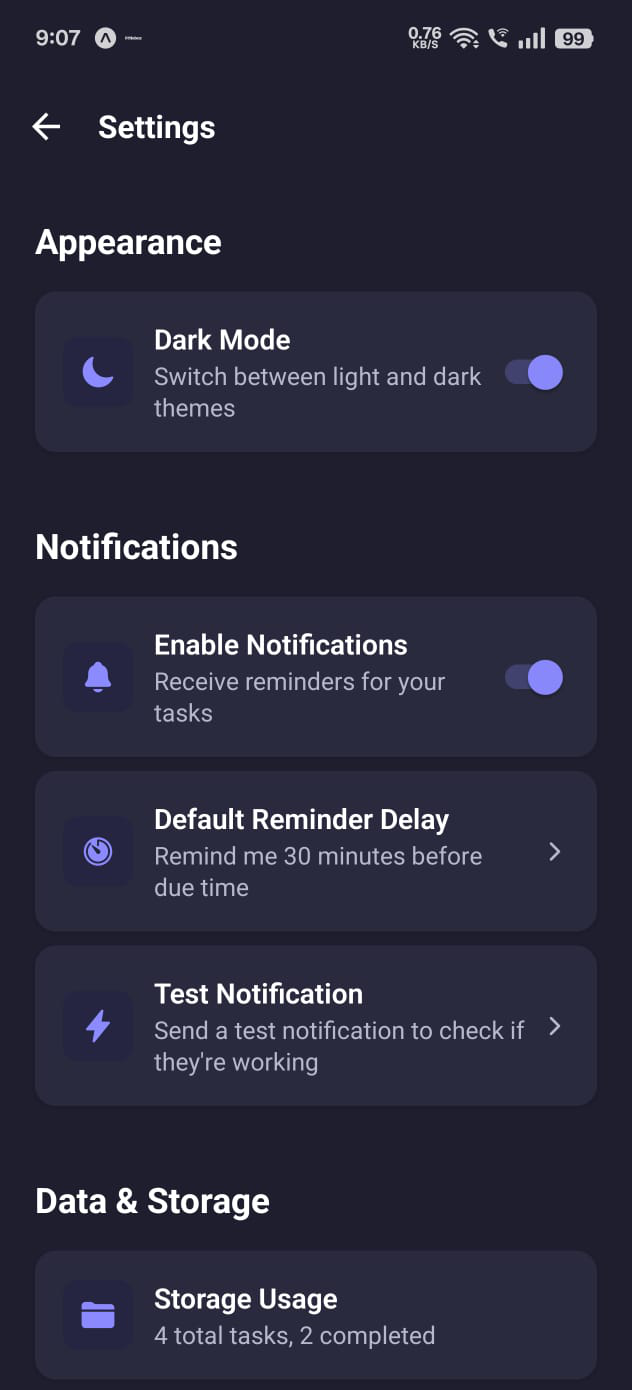 9:07
0.76
KB/S
99
Settings
Appearance
Dark Mode
Switch between light and dark
themes
Notifications
Enable Notifications
Receive reminders for your
tasks
Default Reminder Delay
Remind me 30 minutes before
due time
Test Notification
Send a test notification to check if
they're working
Data & Storage
Storage Usage
4 total tasks, 2 completed